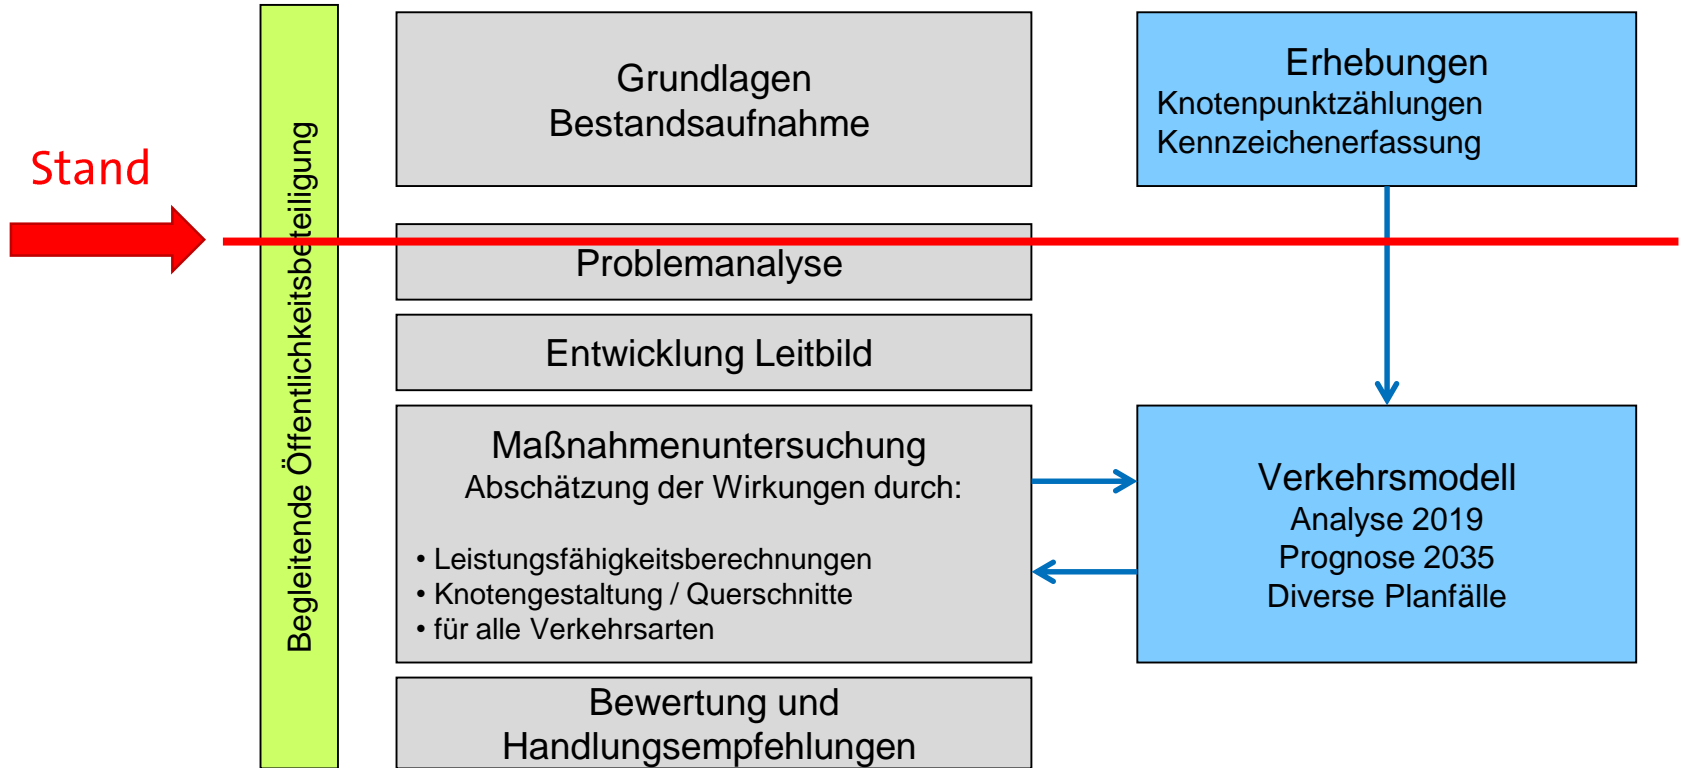 Stand
Begleitende Öffentlichkeitsbeteiligung
Grundlagen
Bestandsaufnahme
Problemanalyse
Entwicklung Leitbild
Maßnahmenuntersuchung
Abschätzung der Wirkungen durch:
• Leistungsfähigkeitsberechnungen
• Knotengestaltung / Querschnitte
• für alle Verkehrsarten
Bewertung und
Handlungsempfehlungen
Erhebungen
Knotenpunktzählungen
Kennzeichenerfassung
Verkehrsmodell
Analyse 2019
Prognose 2035
Diverse Planfälle